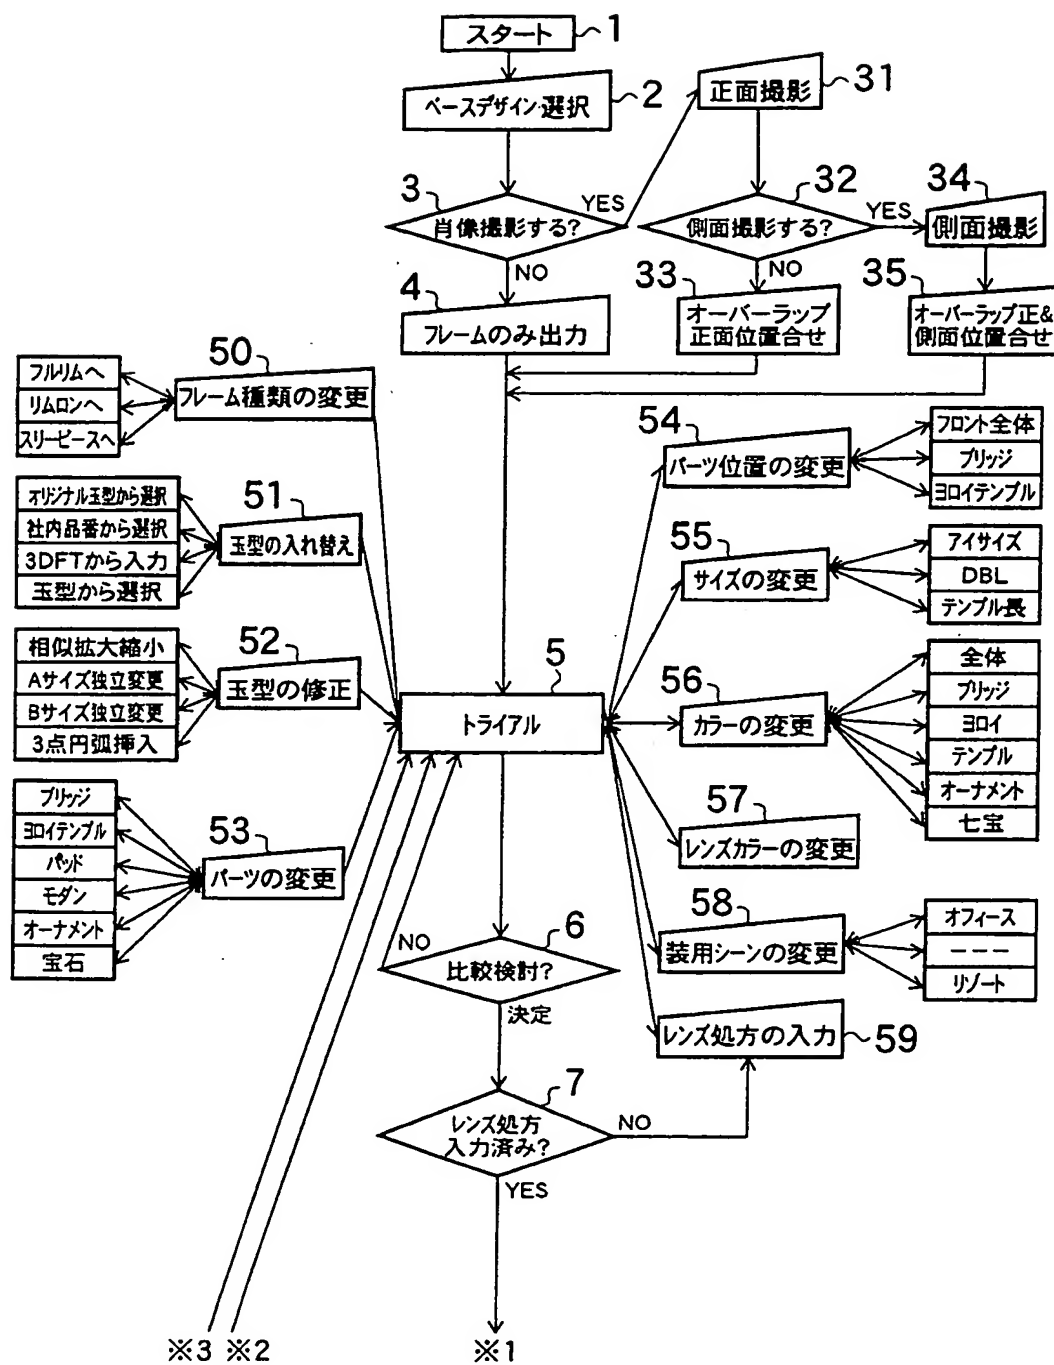 スタート
1
ベースデザイン選択
2
正面撮影
31
3
肖像撮影する?
YES
NO
32
側面撮影する?
YES
NO
34
側面撮影
4
フレームのみ出力
33
オーバーラップ
正面位置合せ
35
オーバーラップ正&
側面位置合せ
50
フレーム種類の変更
フルリムへ
リムロンへ
スリーピースへ
51
玉型の入れ替え
オリジナル玉型から選択
社内品番から選択
3DFTから入力
玉型から選択
52
玉型の修正
相似拡大縮小
Aサイズ独立変更
Bサイズ独立変更
3点円弧挿入
53
パーツの変更
ブリッジ
ヨロイテンプル
パッド
モダン
オーナメント
宝石
5
トライアル
54
パーツ位置の変更
フロント全体
ブリッジ
ヨロイテンプル
55
サイズの変更
アイサイズ
DBL
テンプル長
56
カラーの変更
全体
ブリッジ
ヨロイ
テンプル
オーナメント
七宝
57
レンズカラーの変更
58
装用シーンの変更
オフィース
---
リゾート
レンズ処方の入力
59
6
比較検討?
NO
決定
7
レンズ処方
入力済み?
NO
YES
※3 ※2
※1